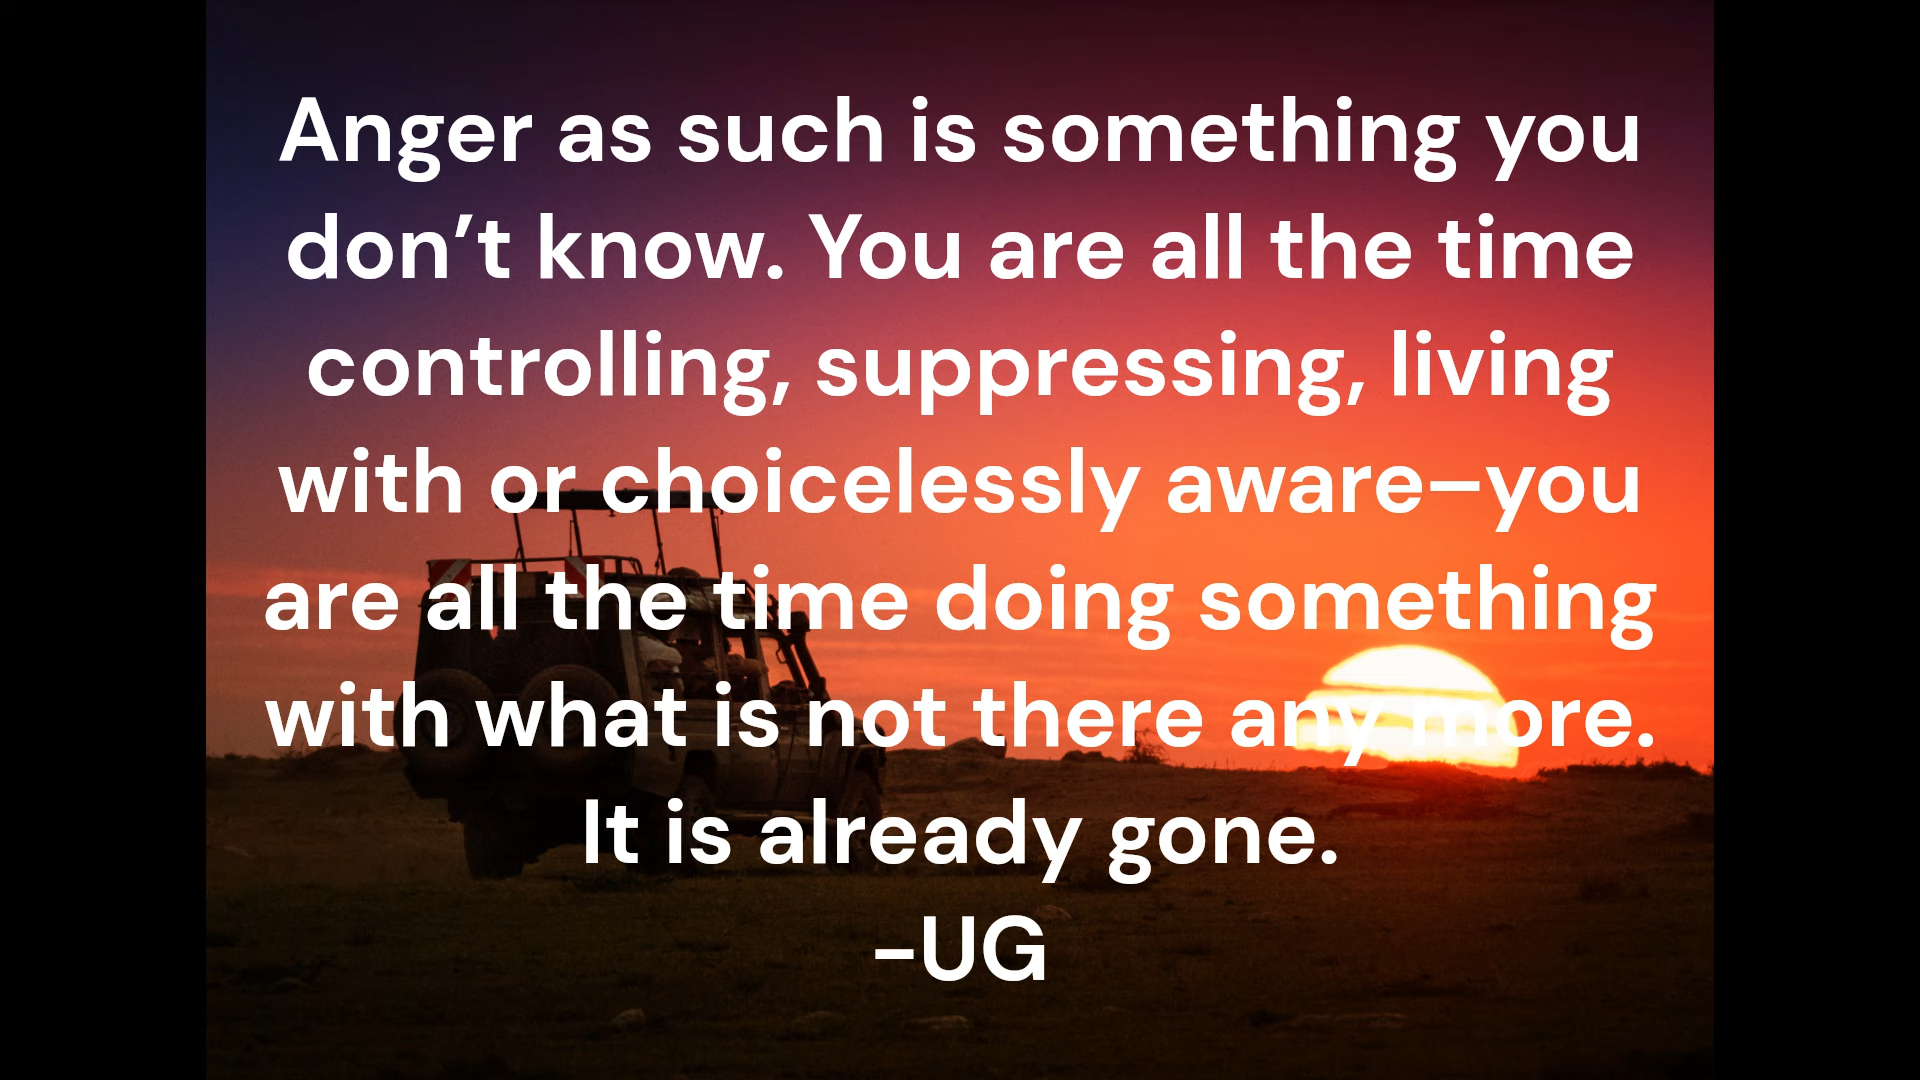 Anger as such is something you
don’t know. You are all the time
controlling, suppressing, living
with or choicelessly aware–you
are all the time doing something
with what is not there any more.
It is already gone.
–UG